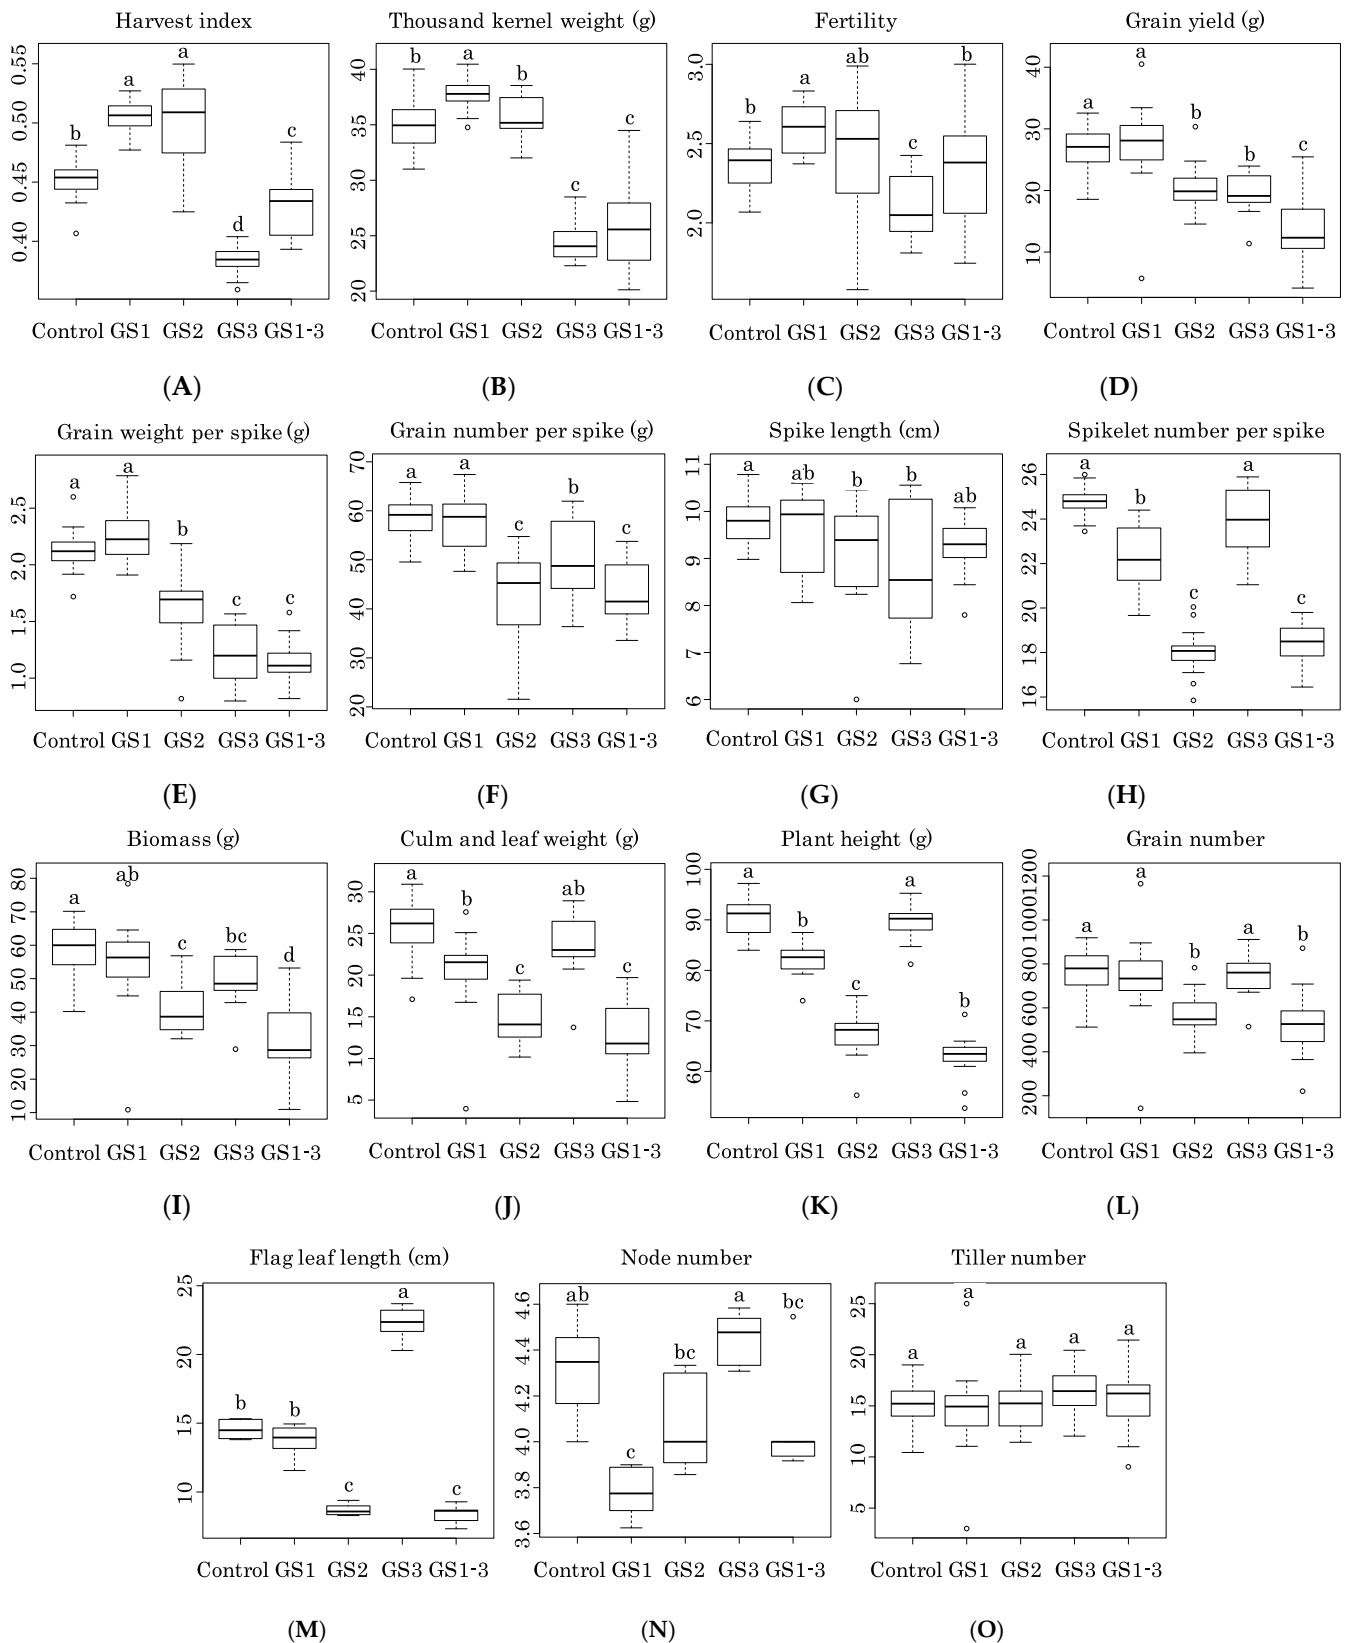 Harvest index
0.55
0.50
0.45
0.40
b a a d c
Control GS1 GS2 GS3 GS1-3
(A)
Thousand kernel weight (g)
40
35
30
25
20
b a b c c
Control GS1 GS2 GS3 GS1-3
(B)
Fertility
3.0
2.5
2.0
b a ab c b
Control GS1 GS2 GS3 GS1-3
(C)
Grain yield (g)
40
30
20
10
a a b b c
Control GS1 GS2 GS3 GS1-3
(D)
Grain weight per spike (g)
2.5
2.0
1.5
1.0
a a b c c
Control GS1 GS2 GS3 GS1-3
(E)
Grain number per spike (g)
70
60
50
40
30
20
a a c b c
Control GS1 GS2 GS3 GS1-3
(F)
Spike length (cm)
11
10
9
8
7
6
a ab b b ab
Control GS1 GS2 GS3 GS1-3
(G)
Spikelet number per spike
26
24
22
20
18
16
a b c a c
Control GS1 GS2 GS3 GS1-3
(H)
Biomass (g)
80
70
60
50
40
30
20
10
a ab c bc d
Control GS1 GS2 GS3 GS1-3
(I)
Culm and leaf weight (g)
30
25
20
15
10
5
a b c ab c
Control GS1 GS2 GS3 GS1-3
(J)
Plant height (g)
100
90
80
70
60
a b c a b
Control GS1 GS2 GS3 GS1-3
(K)
Grain number
1200
1000
800
600
400
200
a a b a b
Control GS1 GS2 GS3 GS1-3
(L)
Flag leaf length (cm)
25
20
15
10
b b c a c
Control GS1 GS2 GS3 GS1-3
(M)
Node number
4.6
4.4
4.2
4.0
3.8
3.6
ab c bc a bc
Control GS1 GS2 GS3 GS1-3
(N)
Tiller number
25
20
15
10
5
a a a a a
Control GS1 GS2 GS3 GS1-3
(O)